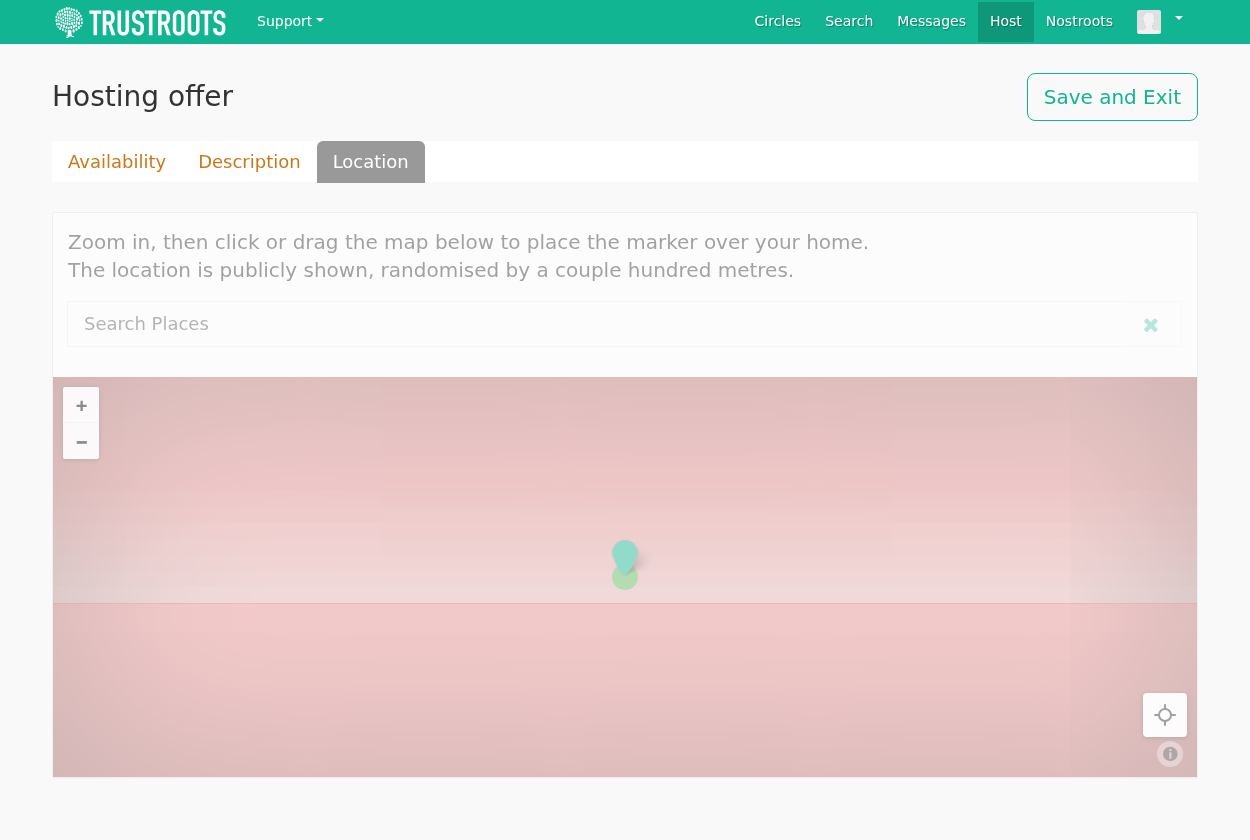 TRUSTROOTS
Support
Circles
Search
Messages
Host
Nostroots
Hosting offer
Save and Exit
Availability
Description
Location
Zoom in, then click or drag the map below to place the marker over your home.
The location is publicly shown, randomised by a couple hundred metres.
Search Places
+
−